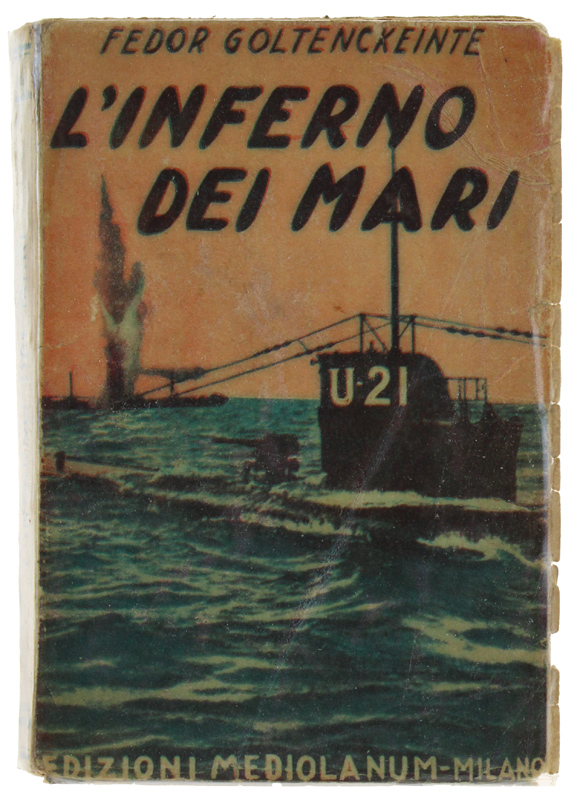 FEDOR GOLTENCKEINTE
L'INFERNO
DEI MARI
U-21
EDIZIONI MEDIOLANUM-MILANO